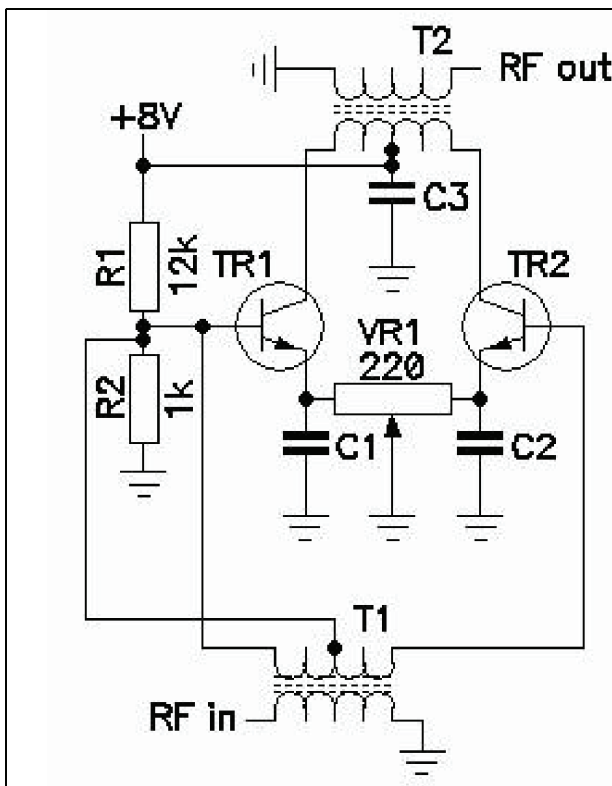 T2
RF out
+8V
C3
R1
12k
TR1
TR2
VR1
220
R2
1k
C1
C2
T1
RF in